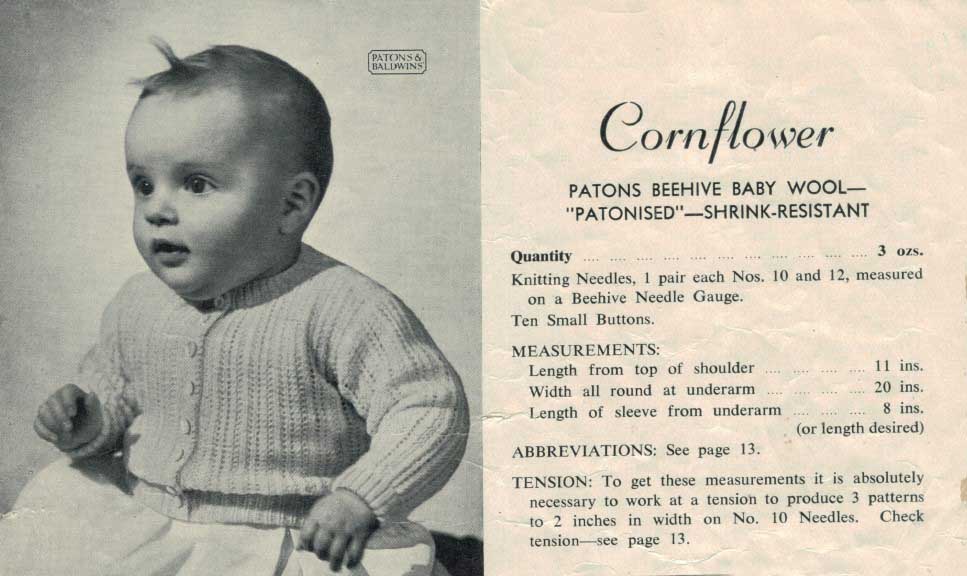 PATONS &
BALDWINS
Cornflower
PATONS BEEHIVE BABY WOOL—
"PATONISED"—SHRINK-RESISTANT
Quantity .... .... .... .... .... .... .... .... .... .... 3 ozs.
Knitting Needles, 1 pair each Nos. 10 and 12, measured
on a Beehive Needle Gauge.
Ten Small Buttons.
MEASUREMENTS:
Length from top of shoulder .... .... .... 11 ins.
Width all round at underarm .... .... .... 20 ins.
Length of sleeve from underarm .... .... .... 8 ins.
(or length desired)
ABBREVIATIONS: See page 13.
TENSION: To get these measurements it is absolutely
necessary to work at a tension to produce 3 patterns
to 2 inches in width on No. 10 Needles. Check
tension—see page 13.